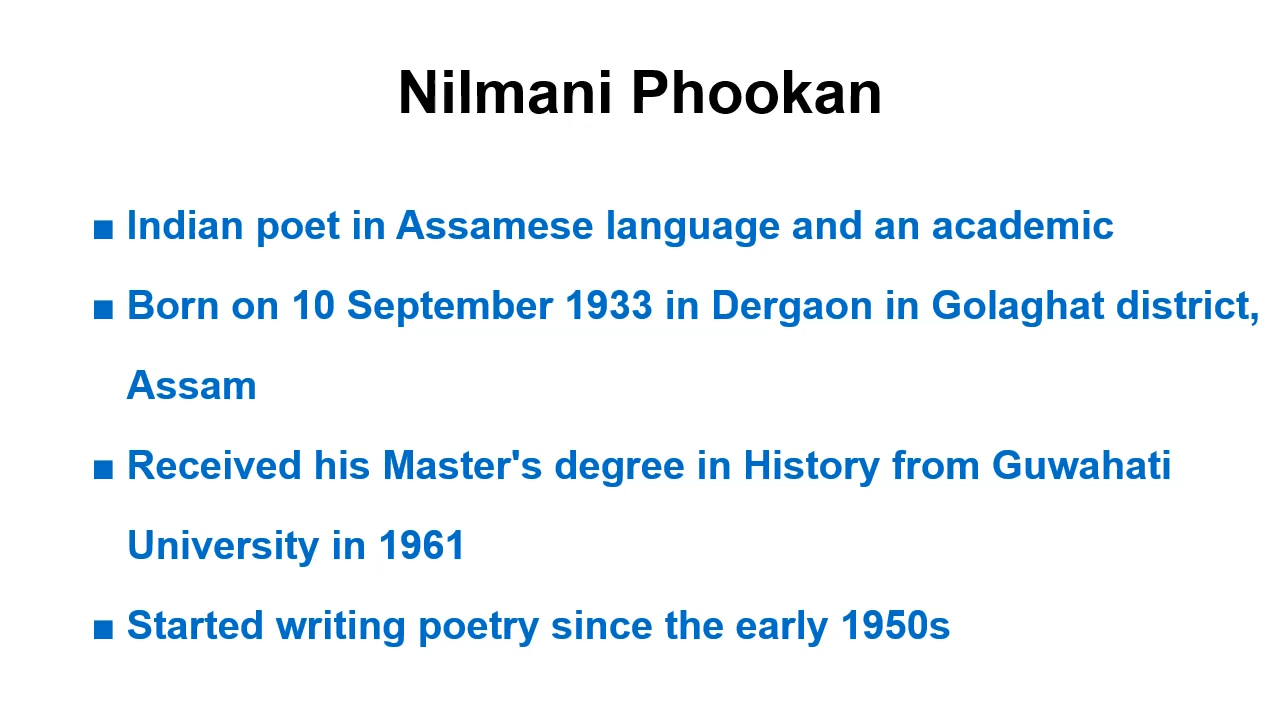 Nilmani Phookan
■ Indian poet in Assamese language and an academic
■ Born on 10 September 1933 in Dergaon in Golaghat district,
Assam
■ Received his Master's degree in History from Guwahati
University in 1961
■ Started writing poetry since the early 1950s